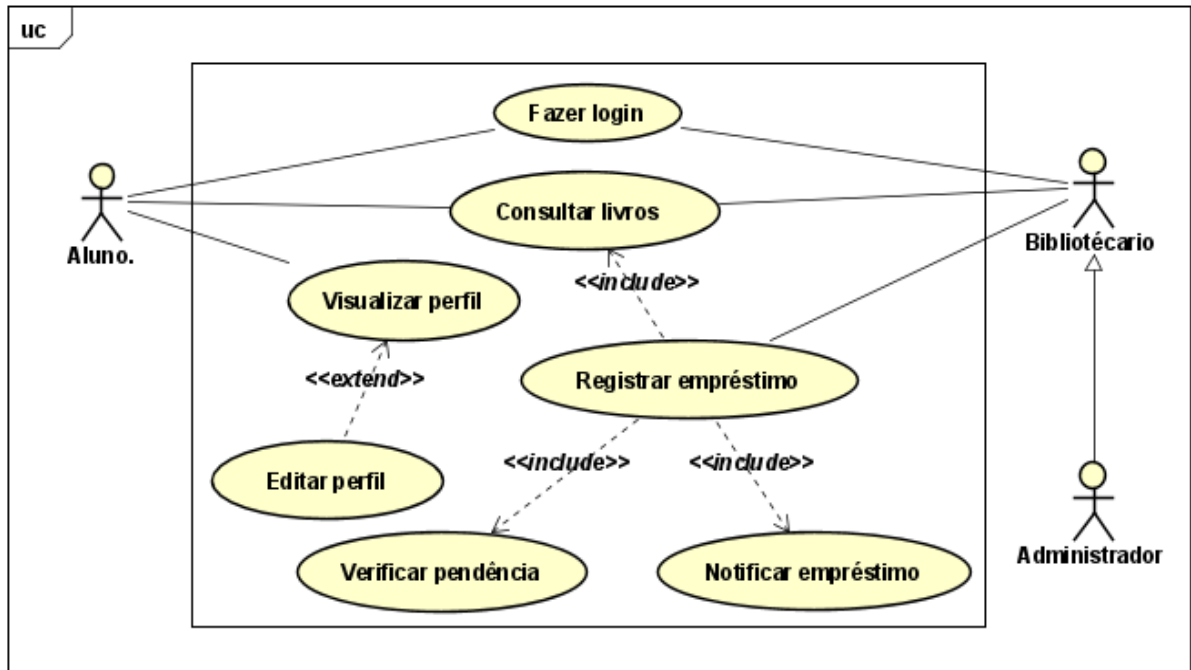 uc
Fazer login
Consultar livros
Aluno.
Bibliotécario
<<include>>
Visualizar perfil
<<extend>>
Registrar empréstimo
<<include>>
<<include>>
Editar perfil
Administrador
Verificar pendência
Notificar empréstimo